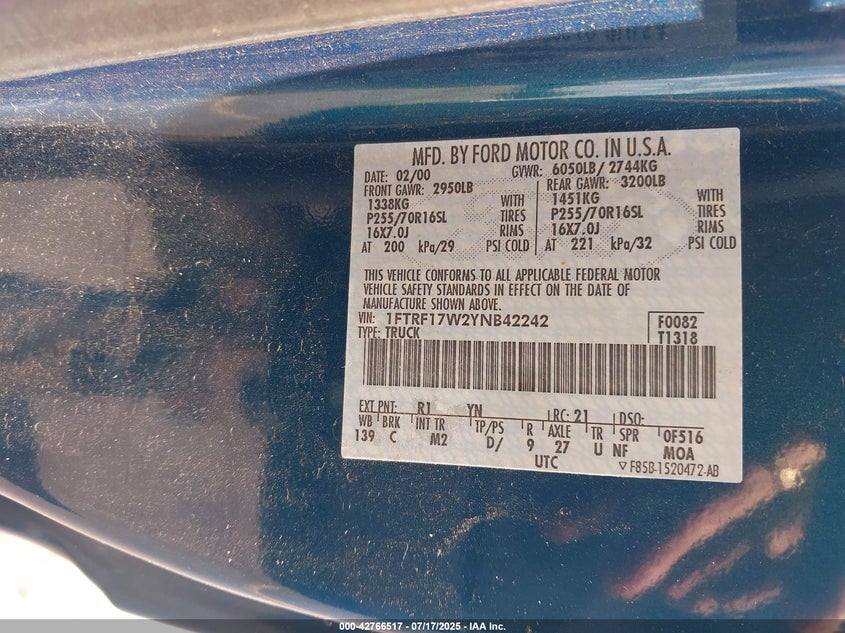 MFD. BY FORD MOTOR CO. IN U.S.A.
DATE: 02/00 GVWR: 6050LB/ 2744KG
FRONT GAWR: 2950LB REAR GAWR: 3200LB
1338KG WITH 1451KG WITH
P255/70R16SL TIRES P255/70R16SL TIRES
16X7.0J RIMS 16X7.0J RIMS
AT 200 kPa/29 PSI COLD AT 221 kPa/32 PSI COLD
THIS VEHICLE CONFORMS TO ALL APPLICABLE FEDERAL MOTOR
VEHICLE SAFETY STANDARDS IN EFFECT ON THE DATE OF
MANUFACTURE SHOWN ABOVE.
VIN: 1FTRF17W2YNB42242 F0082
TYPE: TRUCK T1318
EXT PNT: R1 YN RC: 21 DSO:
WB BRK INT TR TP/PS R AXLE TR SPR 0F516
139 C M2 D/ 9 27 U NF MOA
UTC F85B-1520472-AB
000-42766517 - 07/17/2025 - IAA Inc.